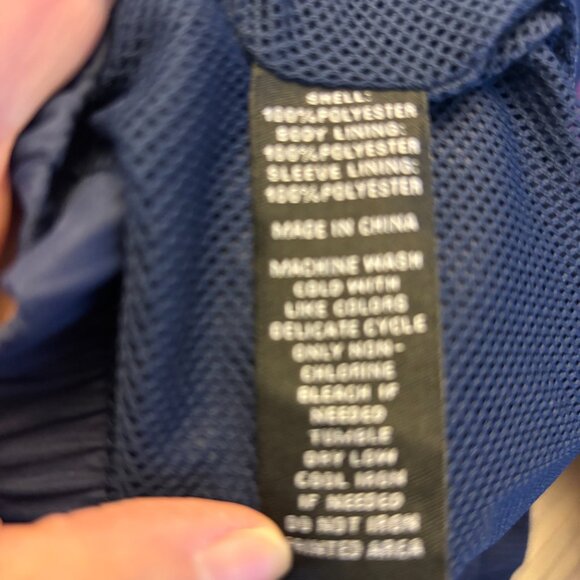 SHELL:
100%POLYESTER
BODY LINING:
100%POLYESTER
SLEEVE LINING:
100%POLYESTER
MADE IN CHINA
MACHINE WASH
COLD WITH
LIKE COLORS
DELICATE CYCLE
ONLY NON-
CHLORINE
BLEACH IF
NEEDED
TUMBLE
DRY LOW
COOL IRON
IF NEEDED
DO NOT IRON
PRINTED AREA